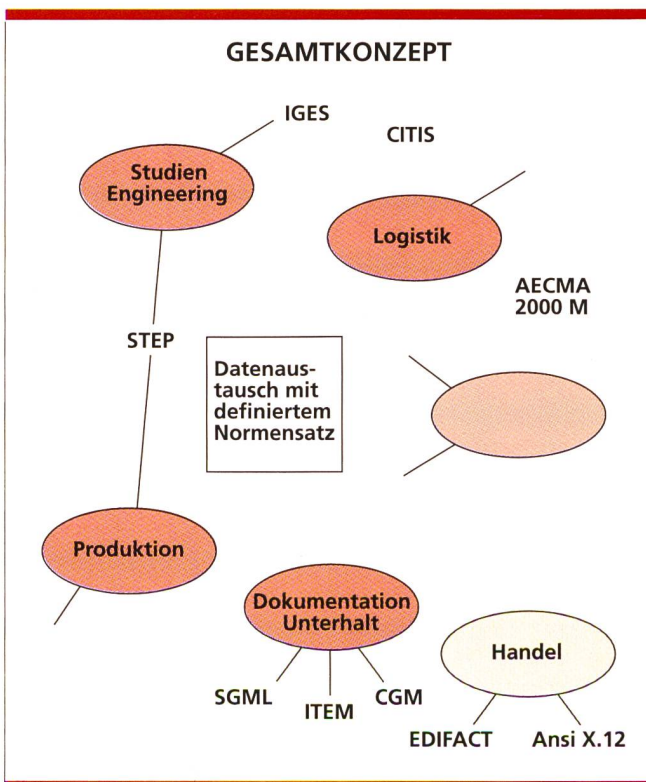 GESAMTKONZEPT
IGES
CITIS
Studien
Engineering
Logistik
AECMA
2000 M
STEP
Datenaus-
tausch mit
definiertem
Normensatz
Produktion
Dokumentation
Unterhalt
Handel
SGML
ITEM
CGM
EDIFACT
Ansi X.12